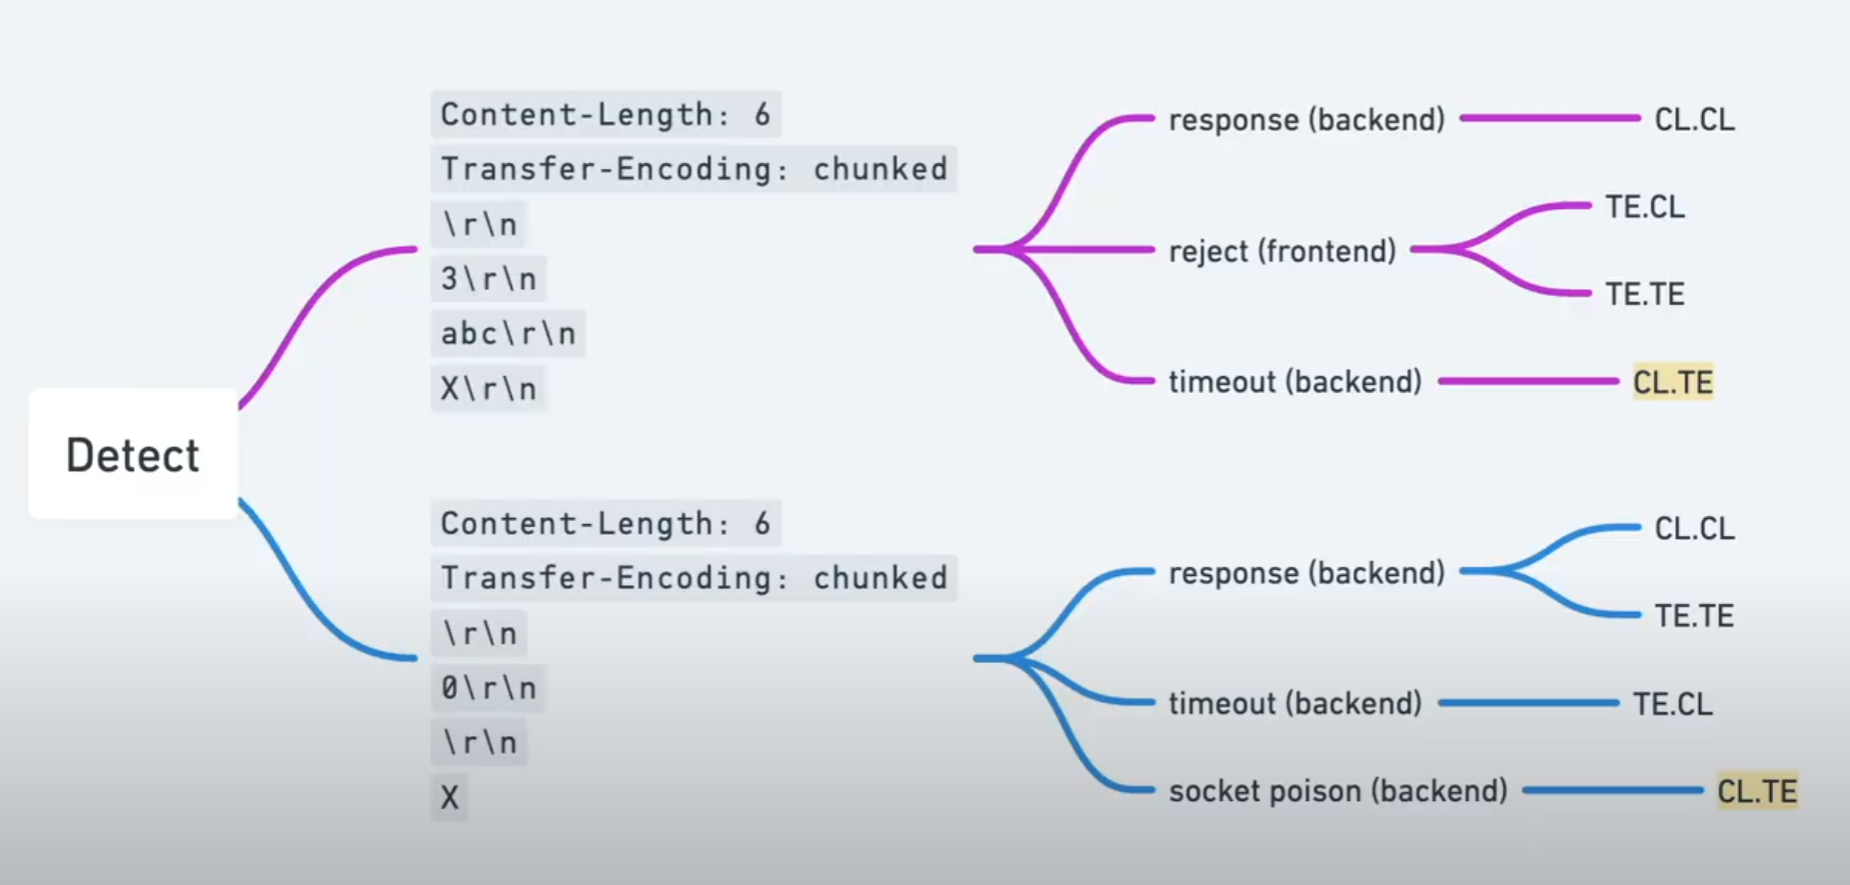 Detect
Content-Length: 6
Transfer-Encoding: chunked
\r\n
3\r\n
abc\r\n
X\r\n
response (backend)
CL.CL
reject (frontend)
TE.CL
TE.TE
timeout (backend)
CL.TE
Content-Length: 6
Transfer-Encoding: chunked
\r\n
0\r\n
\r\n
X
response (backend)
CL.CL
TE.TE
timeout (backend)
TE.CL
socket poison (backend)
CL.TE